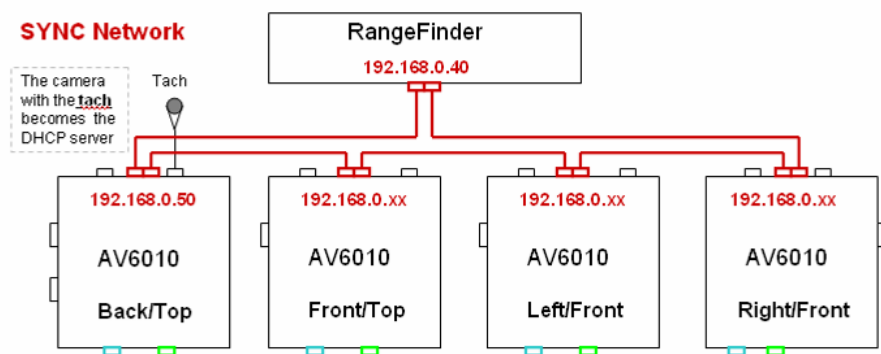 SYNC Network
RangeFinder
192.168.0.40
The camera
with the tach
becomes the
DHCP server
Tach
192.168.0.50
192.168.0.xx
192.168.0.xx
192.168.0.xx
AV6010
AV6010
AV6010
AV6010
Back/Top
Front/Top
Left/Front
Right/Front